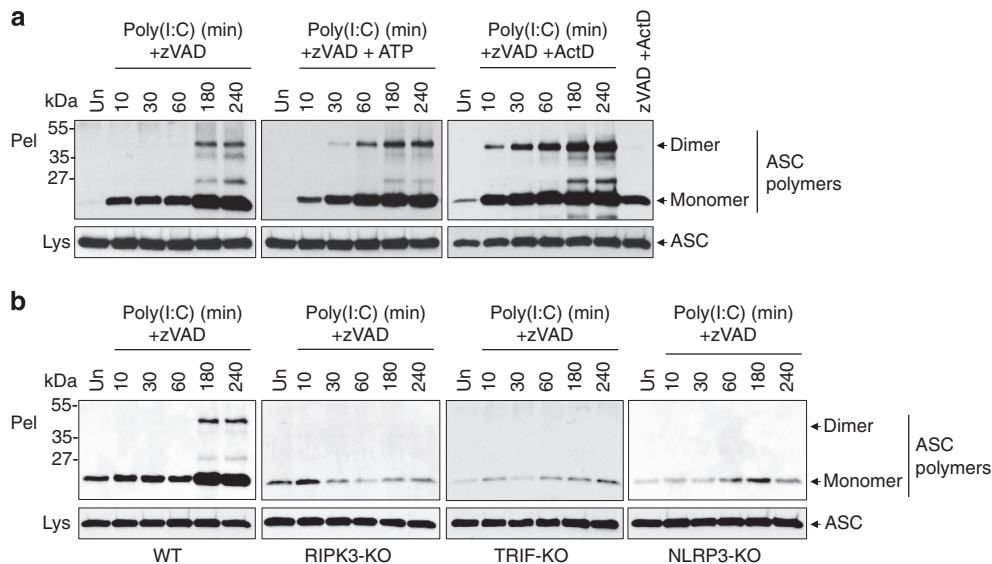 a
Poly(I:C) (min)
+zVAD
Poly(I:C) (min)
+zVAD + ATP
Poly(I:C) (min)
+zVAD +ActD
zVAD +ActD
kDa
Un 10 30 60 180 240
Un 10 30 60 180 240
Un 10 30 60 180 240
Pel
55-
35-
27-
Dimer
Monomer
ASC
polymers
Lys
ASC
b
Poly(I:C) (min)
+zVAD
Poly(I:C) (min)
+zVAD
Poly(I:C) (min)
+zVAD
Poly(I:C) (min)
+zVAD
kDa
Un 10 30 60 180 240
Un 10 30 60 180 240
Un 10 30 60 180 240
Un 10 30 60 180 240
Pel
55-
35-
27-
Dimer
Monomer
ASC
polymers
Lys
ASC
WT
RIPK3-KO
TRIF-KO
NLRP3-KO